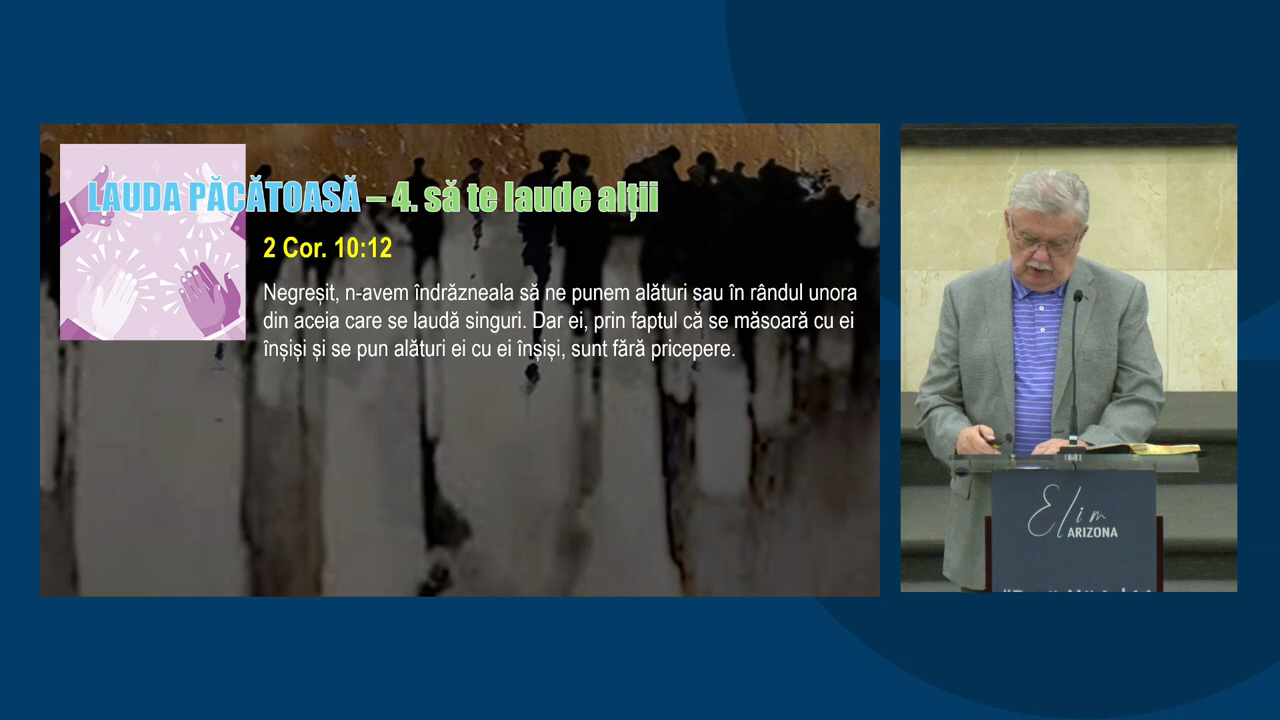 LAUDA PĂCĂTOASĂ – 4. să te laude alții
2 Cor. 10:12
Negreșit, n-avem îndrăzneala să ne punem alături sau în rândul unora
din aceia care se laudă singuri. Dar ei, prin faptul că se măsoară cu ei
înșiși și se pun alături ei cu ei înșiși, sunt fără pricepere.
Elim
ARIZONA